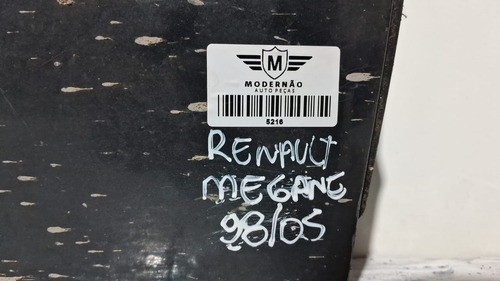 M
MODERNÃO
AUTO PEÇAS
5216
RENAULT
MEGANE
98/05